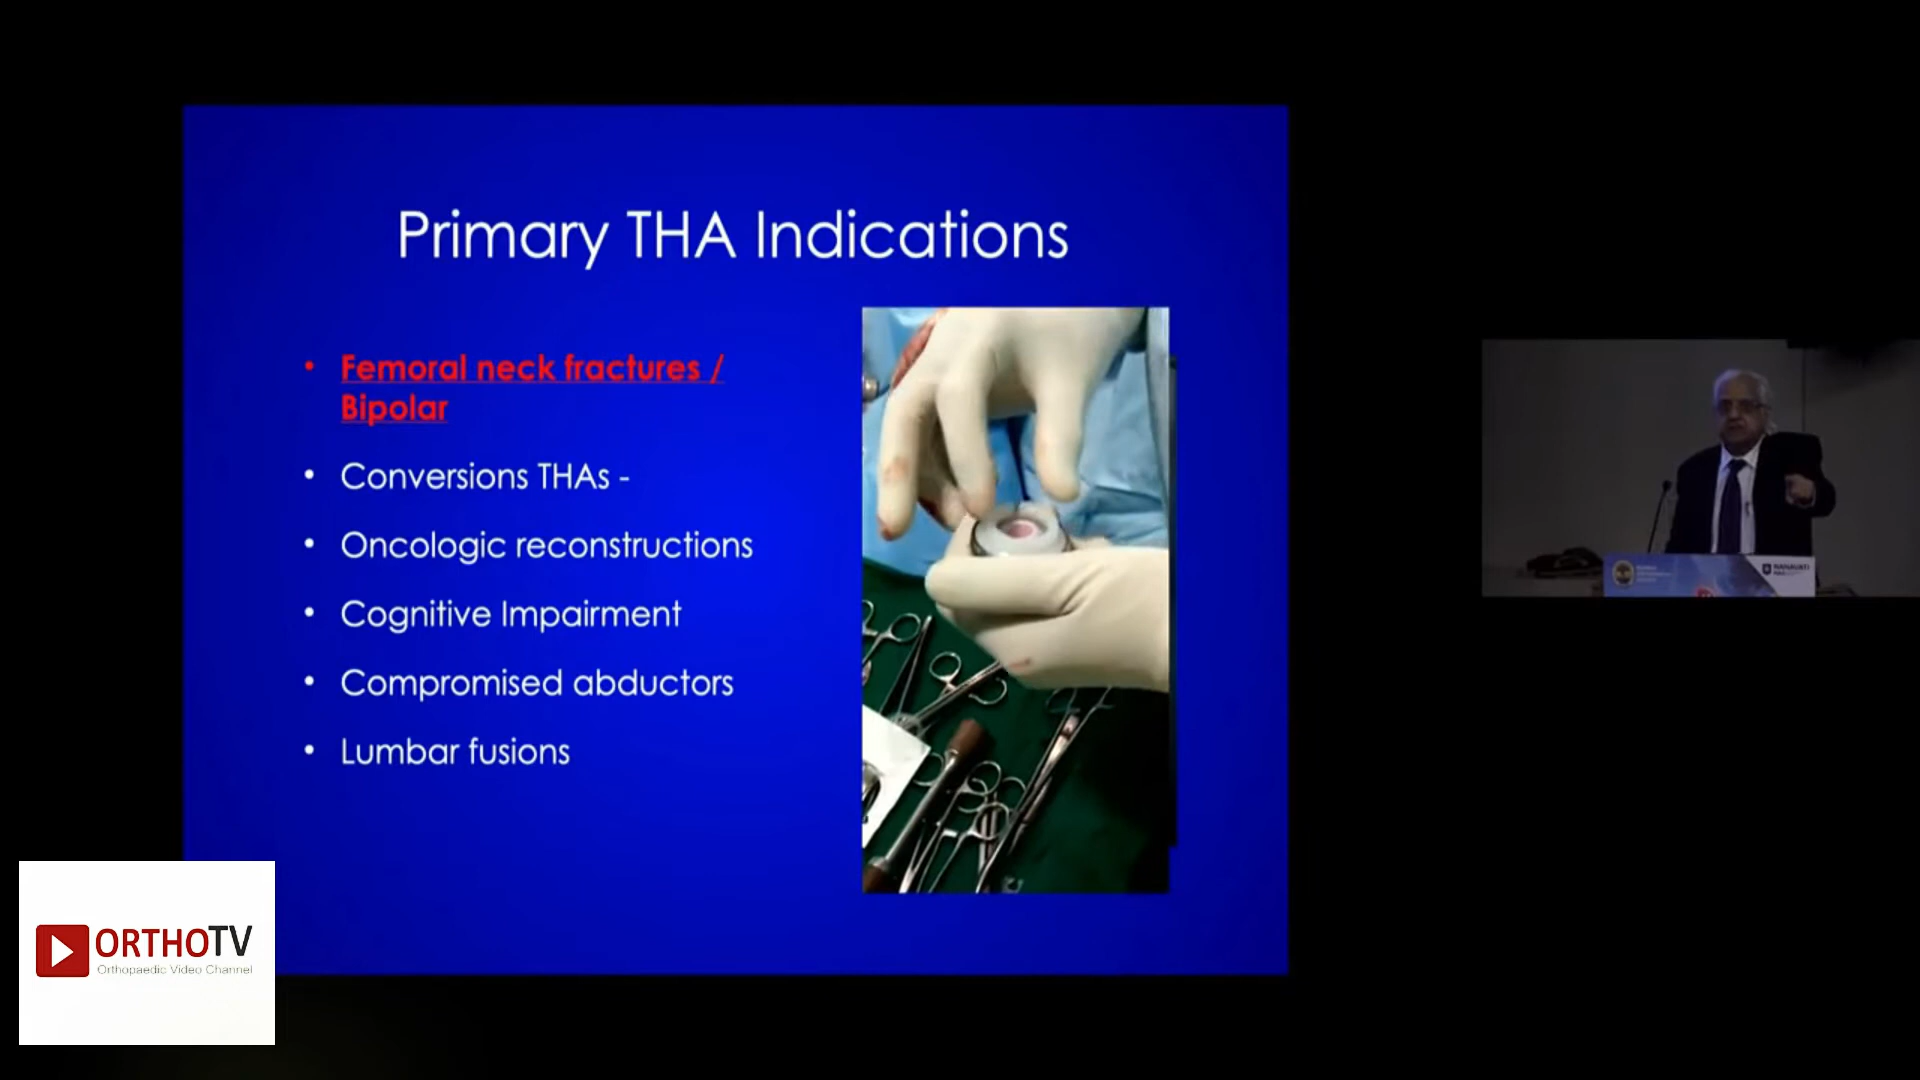 Primary THA Indications
• Femoral neck fractures /
Bipolar
• Conversions THAs -
• Oncologic reconstructions
• Cognitive Impairment
• Compromised abductors
• Lumbar fusions
NANAVATI
ORTHOTV
Orthopaedic Video Channel